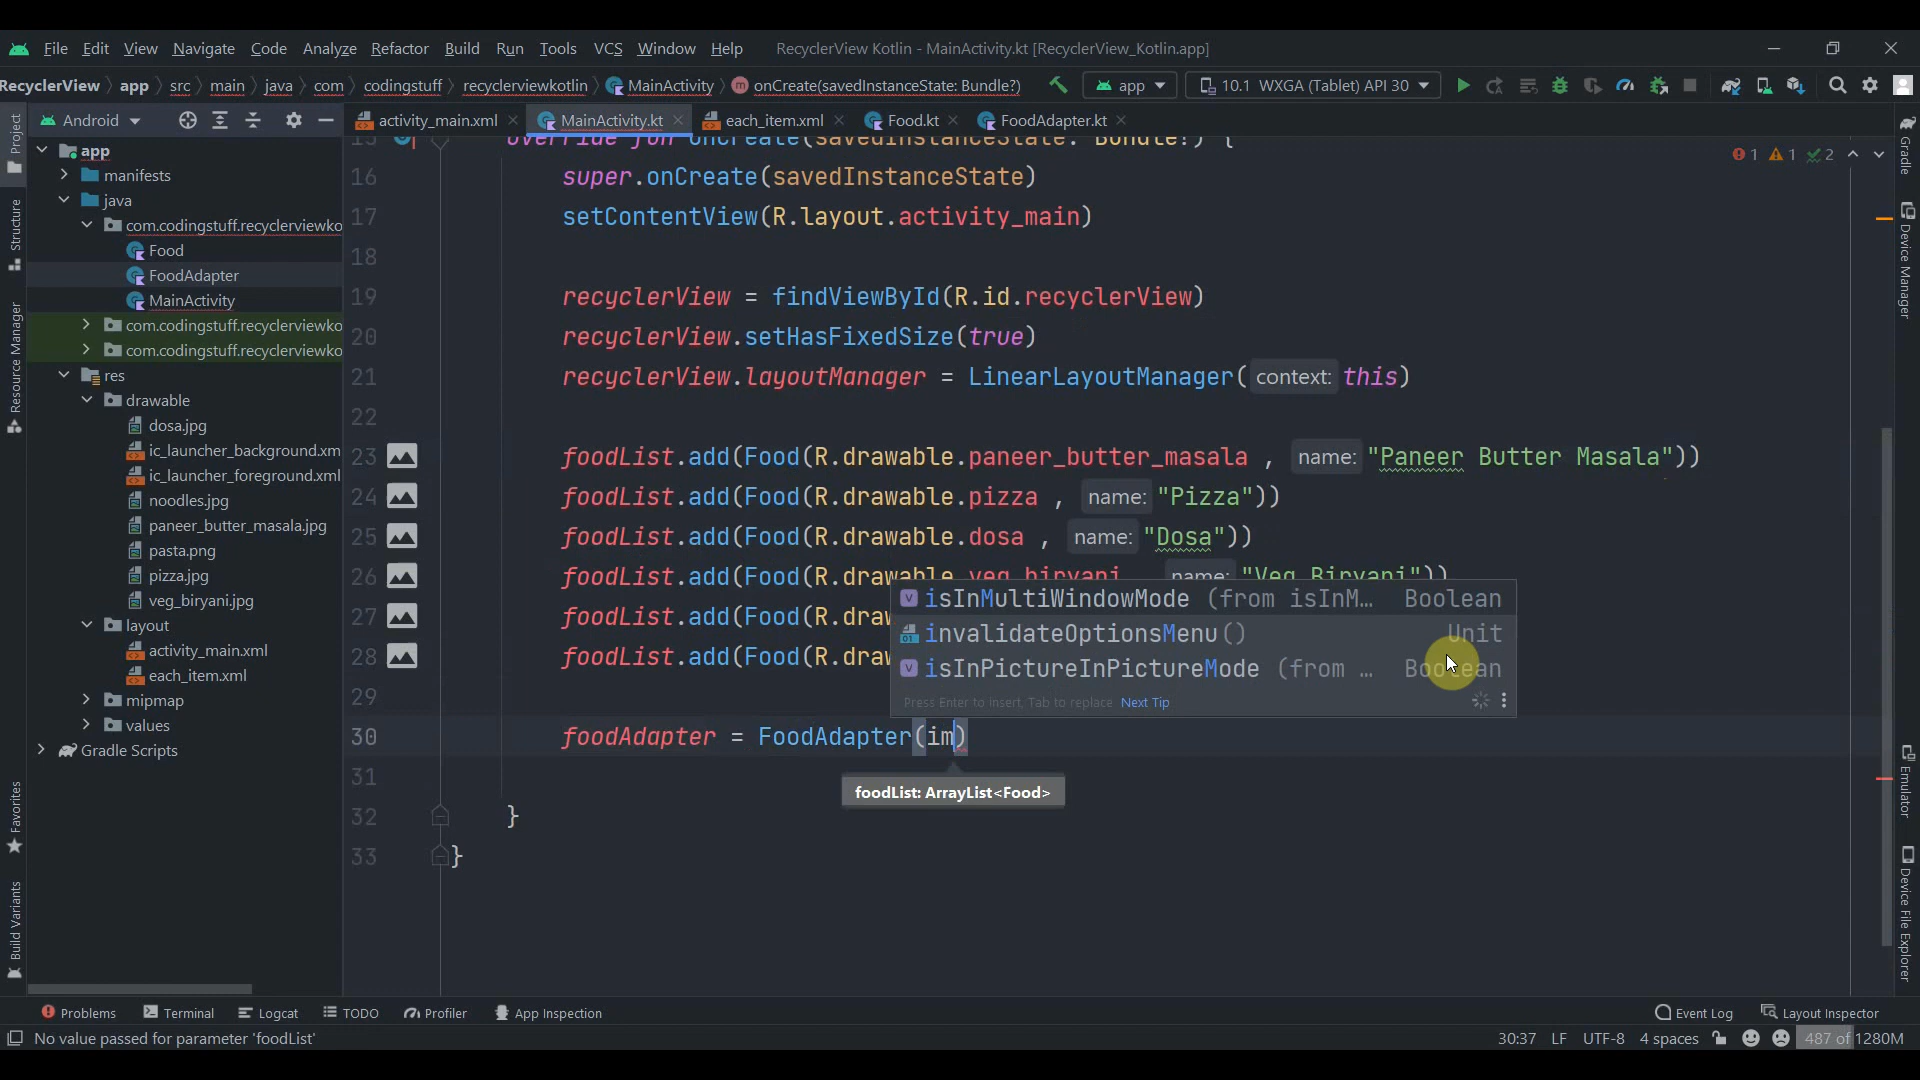 File Edit View Navigate Code Analyze Refactor Build Run Tools VCS Window Help RecyclerView Kotlin - MainActivity.kt [RecyclerView_Kotlin.app]
RecyclerView app src main java com codingstuff recyclerviewkotlin MainActivity onCreate(savedInstanceState: Bundle?) app 10.1 WXGA (Tablet) API 30
Android activity_main.xml MainActivity.kt each_item.xml Food.kt FoodAdapter.kt
Project
Structure
Resource Manager
Favorites
Build Variants
app
manifests
java
com.codingstuff.recyclerviewko
Food
FoodAdapter
MainActivity
com.codingstuff.recyclerviewko
com.codingstuff.recyclerviewko
res
drawable
dosa.jpg
ic_launcher_background.xm
ic_launcher_foreground.xml
noodles.jpg
paneer_butter_masala.jpg
pasta.png
pizza.jpg
veg_biryani.jpg
layout
activity_main.xml
each_item.xml
mipmap
values
Gradle Scripts
15 override fun onCreate(savedInstanceState: Bundle?) {
1 1 2
16 super.onCreate(savedInstanceState)
17 setContentView(R.layout.activity_main)
18
19 recyclerView = findViewById(R.id.recyclerView)
20 recyclerView.setHasFixedSize(true)
21 recyclerView.layoutManager = LinearLayoutManager( context: this)
22
23 foodList.add(Food(R.drawable.paneer_butter_masala , name: "Paneer Butter Masala"))
24 foodList.add(Food(R.drawable.pizza , name: "Pizza"))
25 foodList.add(Food(R.drawable.dosa , name: "Dosa"))
26 foodList.add(Food(R.drawable.veg_biryani , name: "Veg Biryani"))
27 foodList.add(Food(R.dra
28 foodList.add(Food(R.dra
29
30 foodAdapter = FoodAdapter(im)
31
32 }
33 }
isInMultiWindowMode (from isInM... Boolean
invalidateOptionsMenu() Unit
isInPictureInPictureMode (from ... Boolean
Press Enter to insert, Tab to replace Next Tip
foodList: ArrayList<Food>
Gradle
Device Manager
Emulator
Device File Explorer
Problems Terminal Logcat TODO Profiler App Inspection Event Log Layout Inspector
No value passed for parameter 'foodList' 30:37 LF UTF-8 4 spaces 487 of 1280M